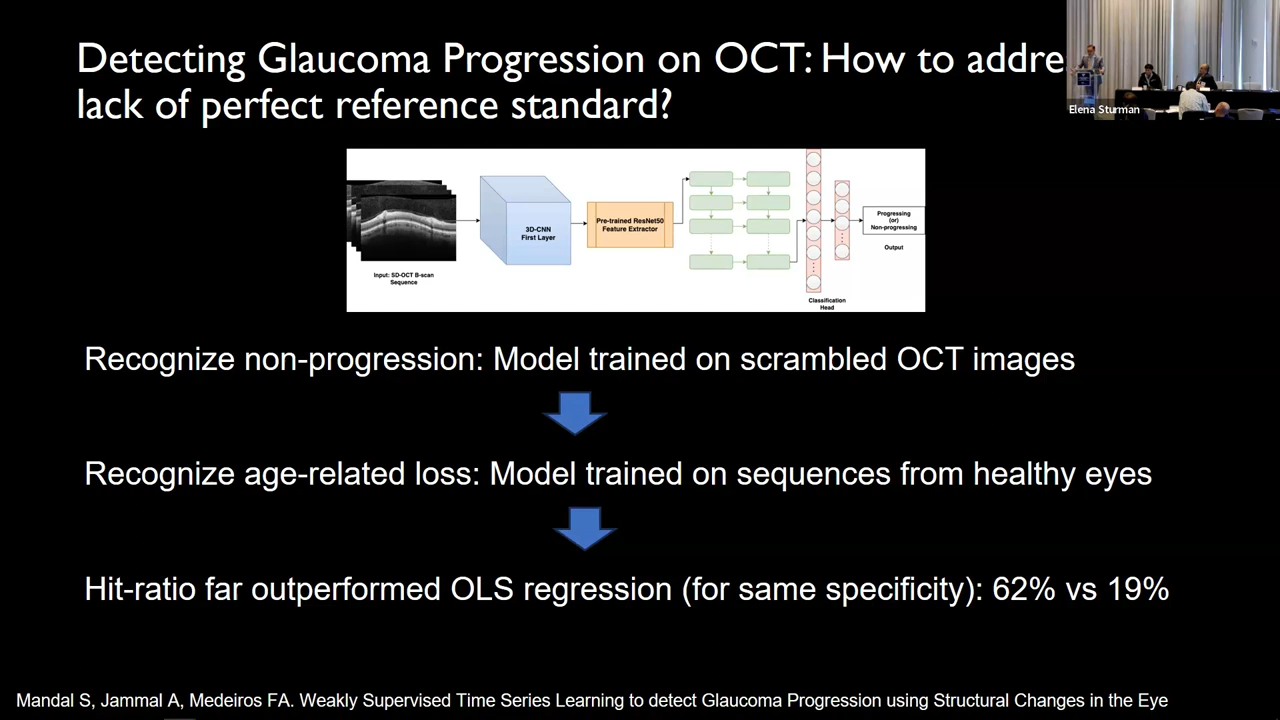 Detecting Glaucoma Progression on OCT: How to addre
lack of perfect reference standard?
Elena Sturman
3D-CNN
First Layer
Pre-trained ResNet50
Feature Extractor
Progressing
(or)
Non-progressing
Output
Input: SD-OCT B-scan
Sequence
Classification
Head
Recognize non-progression: Model trained on scrambled OCT images
Recognize age-related loss: Model trained on sequences from healthy eyes
Hit-ratio far outperformed OLS regression (for same specificity): 62% vs 19%
Mandal S, Jammal A, Medeiros FA. Weakly Supervised Time Series Learning to detect Glaucoma Progression using Structural Changes in the Eye